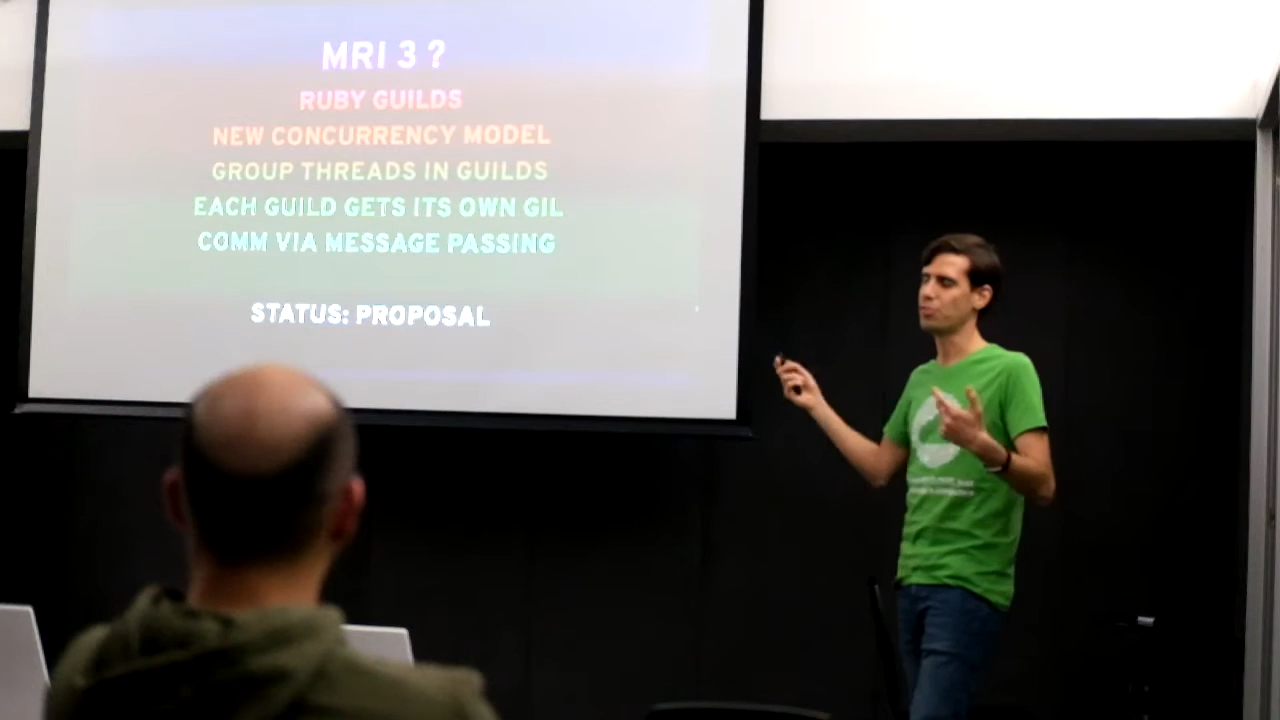 MRI 3 ?
RUBY GUILDS
NEW CONCURRENCY MODEL
GROUP THREADS IN GUILDS
EACH GUILD GETS ITS OWN GIL
COMM VIA MESSAGE PASSING
STATUS: PROPOSAL